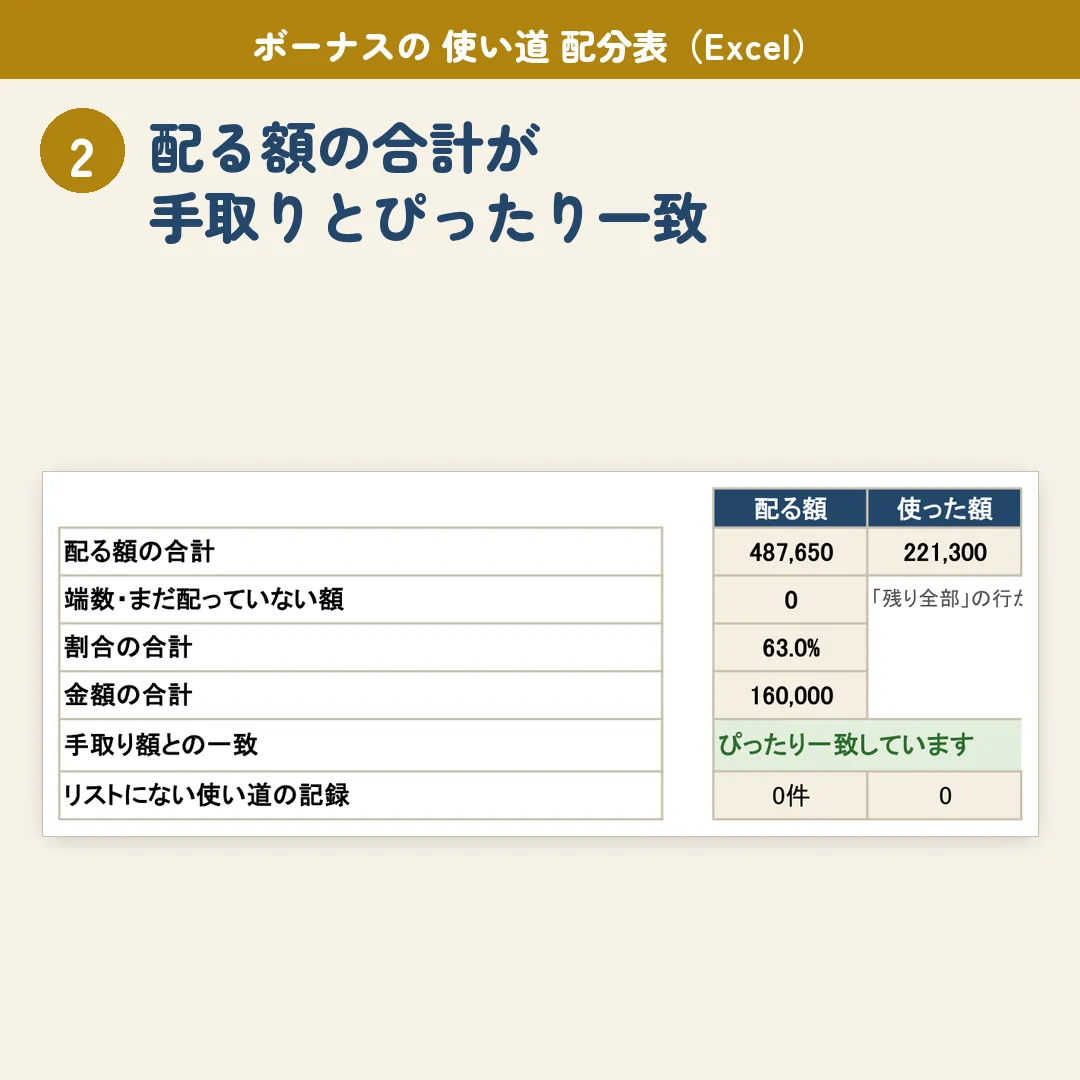 ボーナスの 使い道 配分表（Excel）
2
配る額の合計が
手取りとぴったり一致
配る額 使った額
配る額の合計 487,650 221,300
端数・まだ配っていない額 0 「残り全部」の行
割合の合計 63.0%
金額の合計 160,000
手取り額との一致 ぴったり一致しています
リストにない使い道の記録 0件 0